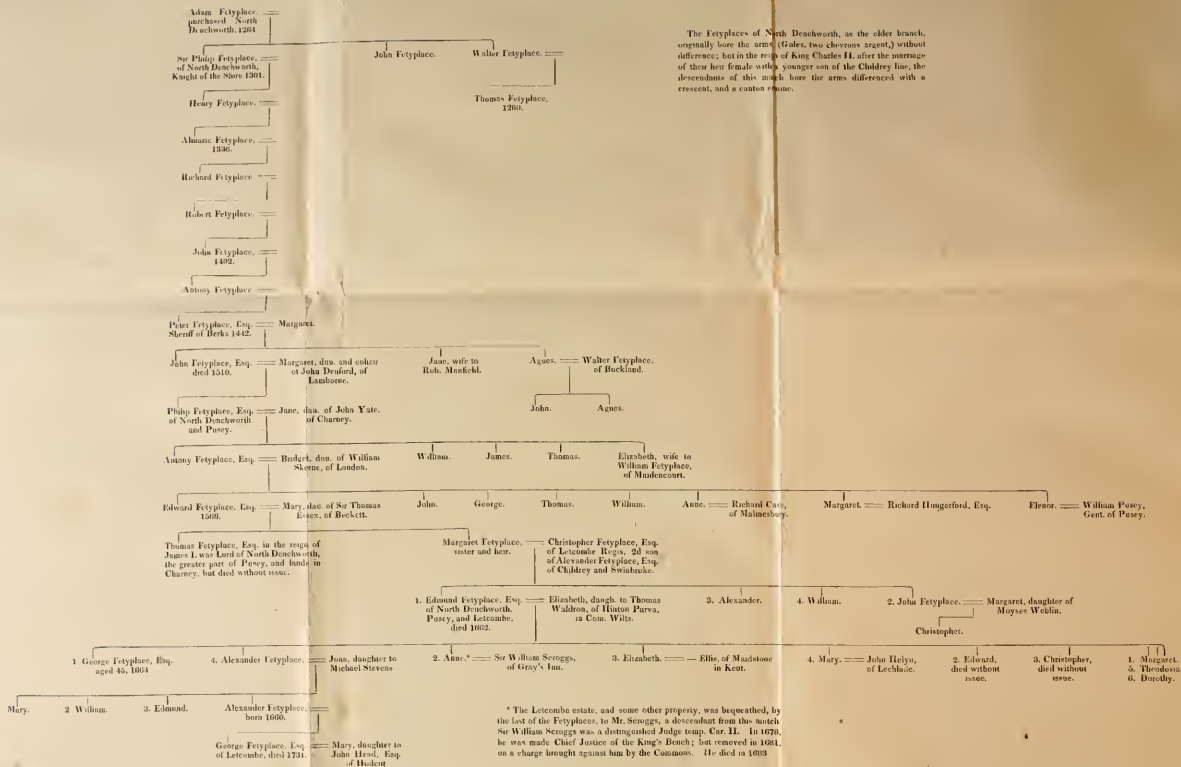 Adam Fetyplace,
purchased North
Denchworth, 1264
The Fetyplaces of North Denchworth, as the elder branch,
originally bore the arms (Gules, two chevrons argent,) without
difference; but in the reign of King Charles II. after the marriage
of their heir female with a younger son of the Childrey line, the
descendants of this match bore the arms differenced with a
crescent, and a canton ermine.
Sir Philip Fetyplace,
of North Denchworth,
Knight of the Shire 1301.
John Fetyplace.
Walter Fetyplace.
Thomas Fetyplace,
1280.
Henry Fetyplace.
Almaric Fetyplace,
1336.
Richard Fetyplace
Robert Fetyplace.
John Fetyplace,
1402.
Antony Fetyplace
Peter Fetyplace, Esq.
Sheriff of Berks 1442.
Margaret.
John Fetyplace, Esq.
died 1510.
Margaret, dau. and coheir
of John Denford, of
Lamborne.
Jane, wife to
Rob. Manfield.
Agnes.
Walter Fetyplace,
of Buckland.
John.
Agnes.
Philip Fetyplace, Esq.
of North Denchworth
and Pusey.
Jane, dau. of John Yate,
of Charney.
Antony Fetyplace, Esq.
Bridget, dau. of William
Skerne, of London.
William.
James.
Thomas.
Elizabeth, wife to
William Fetyplace,
of Maidencourt.
Edward Fetyplace, Esq.
Mary, dau. of Sir Thomas
Essex, of Beckett.
John.
George.
Thomas.
William.
Anne.
Richard Case,
of Malmesbury.
Margaret.
Richard Hungerford, Esq.
Elenor.
William Pusey,
Gent. of Pusey.
Thomas Fetyplace, Esq. in the reign of
James I. was Lord of North Denchworth,
the greater part of Posey, and lands in
Charney, but died without issue.
Margaret Fetyplace,
sister and heir.
Christopher Fetyplace, Esq.
of Letcombe Regis, 2d son
of Alexander Fetyplace, Esq.
of Childrey and Swinbroke.
1. Edmund Fetyplace, Esq.
of North Denchworth,
Pusey, and Letcombe,
died 1662.
Elizabeth, daugh. to Thomas
Waldron, of Hinton Parva,
in Com. Wilts.
3. Alexander.
4. William.
2. John Fetyplace.
Margaret, daughter of
Moyses Weblin.
Christopher.
1 George Fetyplace, Esq.
aged 45, 1664
4. Alexander Fetyplace.
Joan, daughter to
Michael Stevens
2. Anne.*
Sir William Scroggs,
of Gray's Inn.
3. Elizabeth.
— Ellis, of Maidstone
in Kent.
4. Mary.
John Helyn,
of Lechlade.
2. Edward,
died without
issue.
3. Christopher,
died without
issue.
1. Margaret.
5. Theodosia
6. Dorothy.
Mary.
2 William.
3. Edmund.
Alexander Fetyplace,
born 1660.
George Fetyplace, Esq.
of Letcombe, died 1731.
Mary, daughter to
John Head, Esq.
of Hodcot
* The Letcombe estate, and some other property, was bequeathed, by
the last of the Fetyplaces, to Mr. Scroggs, a descendant from this match
Sir William Scroggs was a distinguished Judge temp. Car. II. In 1678,
he was made Chief Justice of the King's Bench; but removed in 1681,
on a charge brought against him by the Commons. He died in 1683